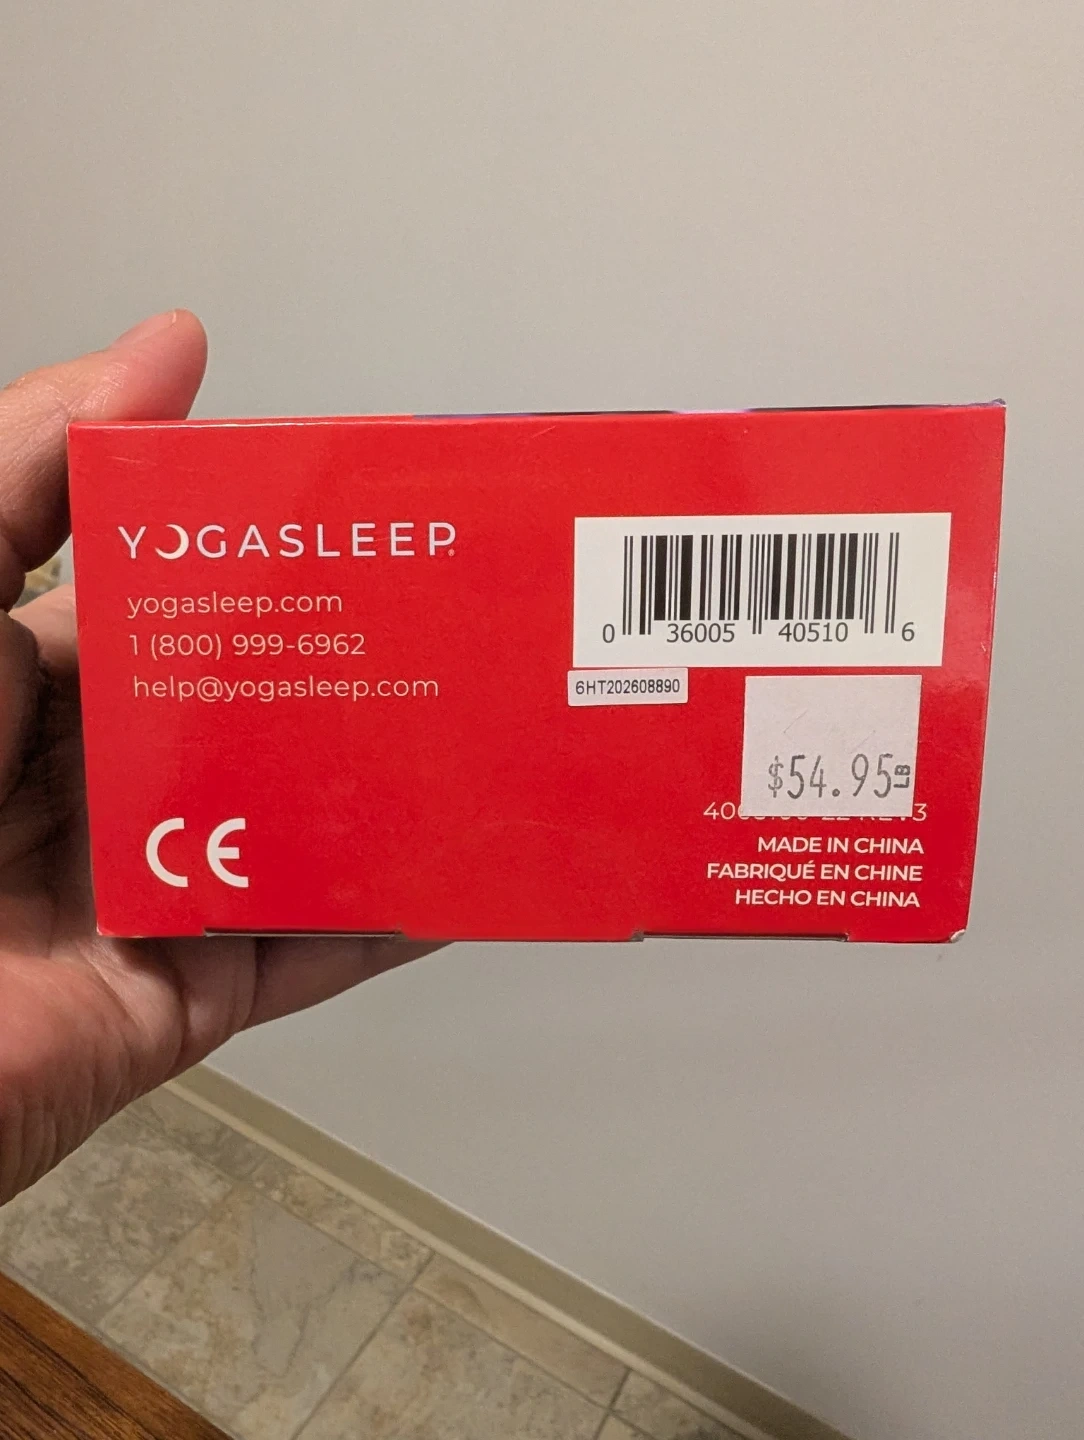 YOGASLEEP®
yogasleep.com
1 (800) 999-6962
help@yogasleep.com
CE
0 36005 40510 6
6HT202608890
$54.95
MADE IN CHINA
FABRIQUÉ EN CHINE
HECHO EN CHINA